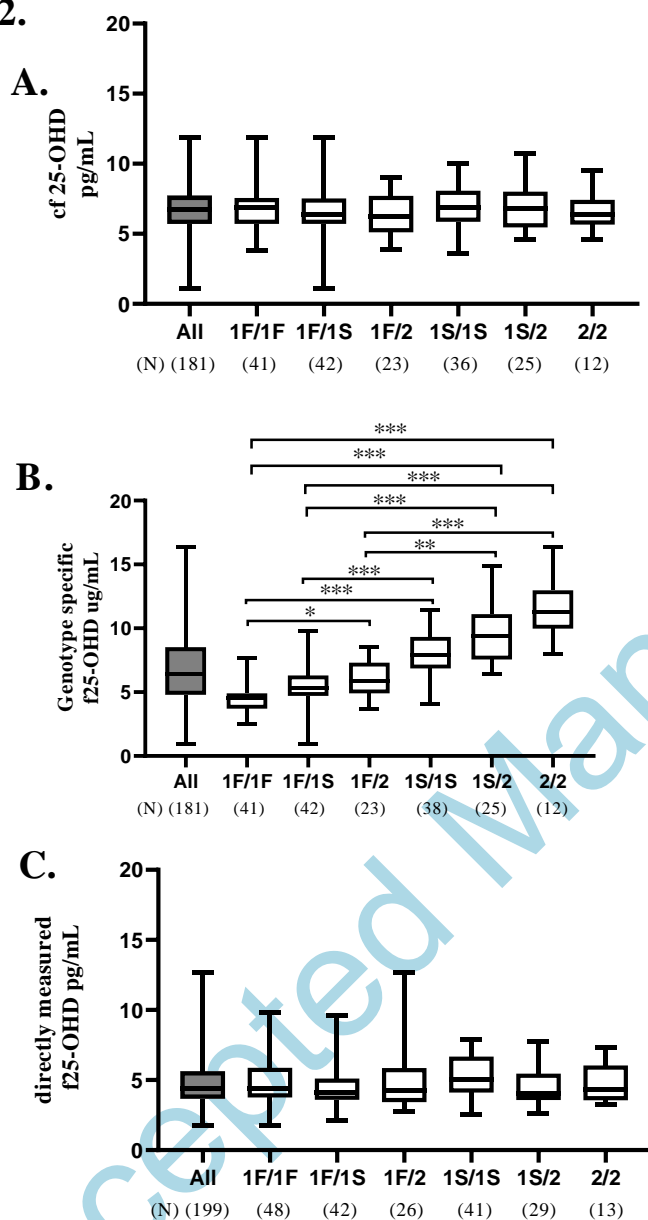 2.
A.
cf 25-OHD
pg/mL
20
15
10
5
0
All 1F/1F 1F/1S 1F/2 1S/1S 1S/2 2/2
(N) (181) (41) (42) (23) (36) (25) (12)
B.
Genotype specific
f25-OHD ug/mL
***
***
***
***
***
**
***
***
*
20
15
10
5
0
All 1F/1F 1F/1S 1F/2 1S/1S 1S/2 2/2
(N) (181) (41) (42) (23) (38) (25) (12)
C.
directly measured
f25-OHD pg/mL
20
15
10
5
0
All 1F/1F 1F/1S 1F/2 1S/1S 1S/2 2/2
(N) (199) (48) (42) (26) (41) (29) (13)
cepted Man